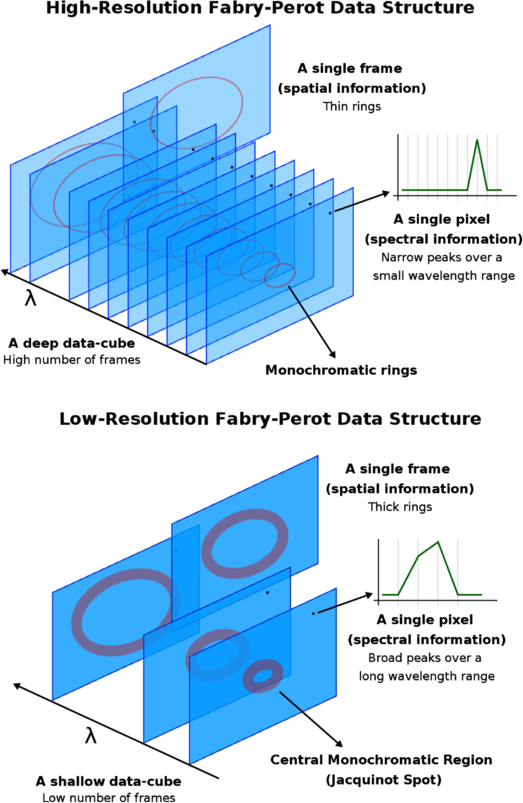 High-Resolution Fabry-Perot Data Structure
A single frame
(spatial information)
Thin rings
A single pixel
(spectral information)
Narrow peaks over a
small wavelength range
λ
A deep data-cube
High number of frames
Monochromatic rings
Low-Resolution Fabry-Perot Data Structure
A single frame
(spatial information)
Thick rings
A single pixel
(spectral information)
Broad peaks over a
long wavelength range
λ
Central Monochromatic Region
(Jacquinot Spot)
A shallow data-cube
Low number of frames